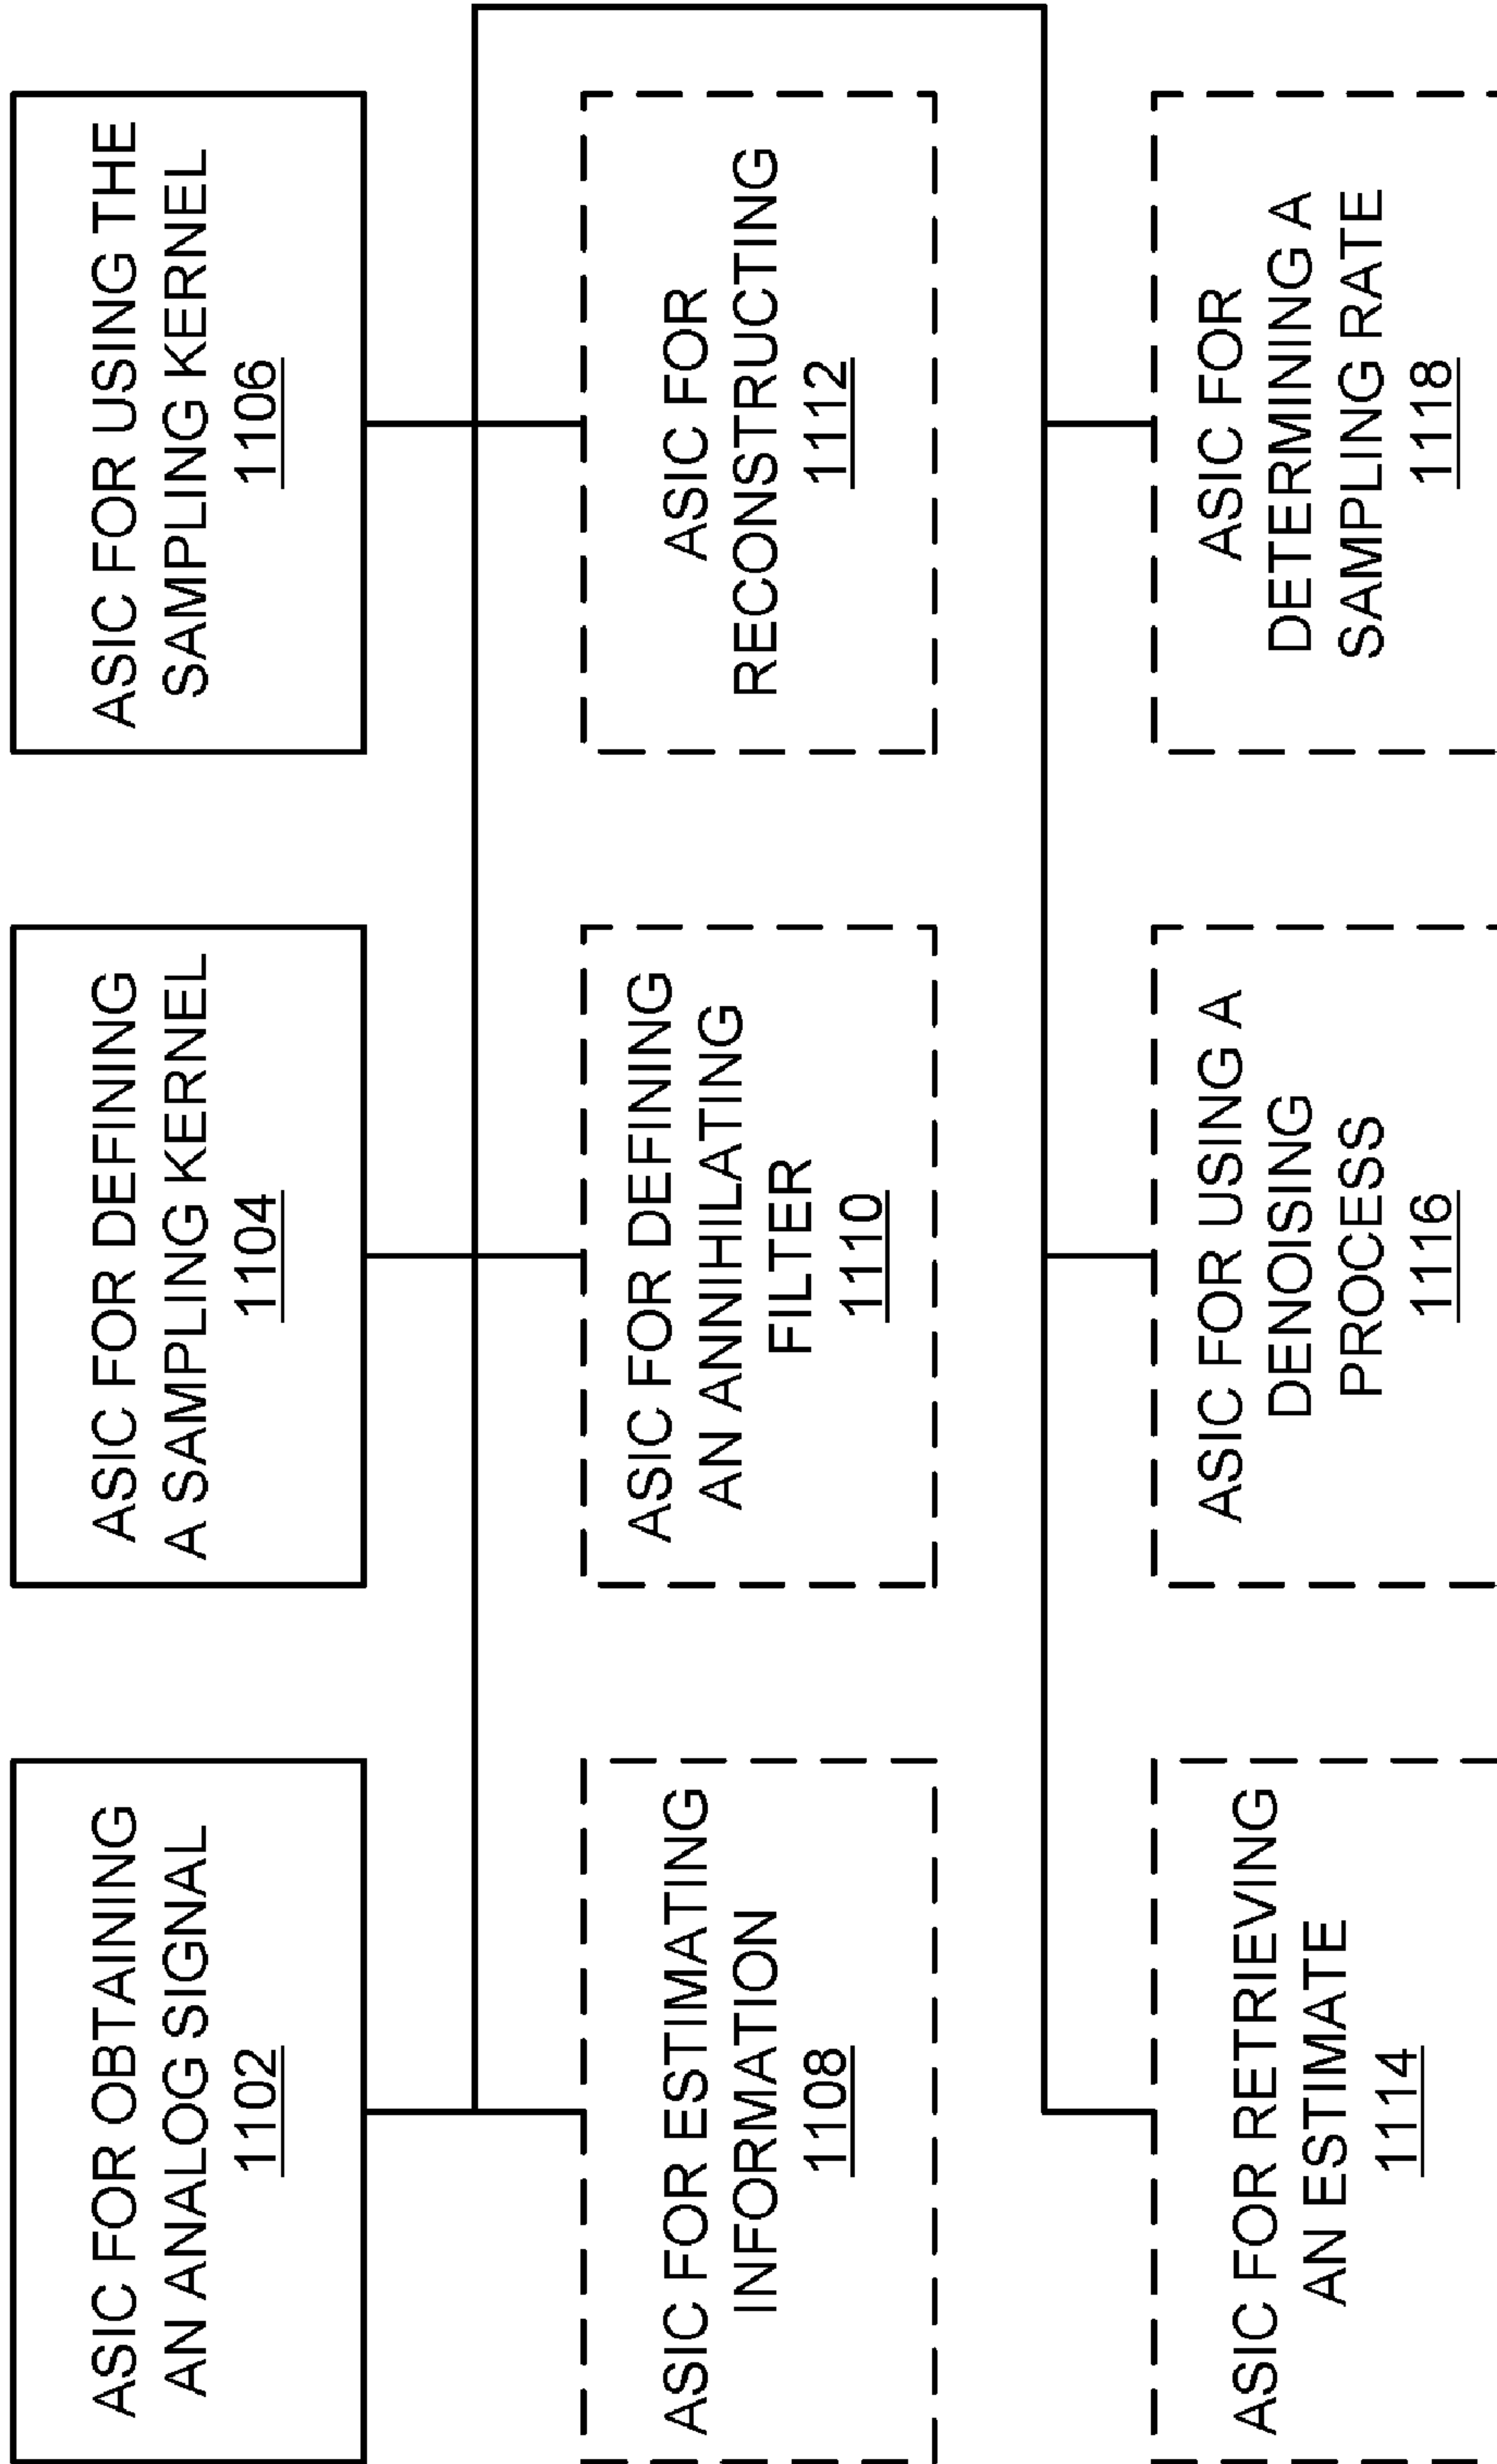 ASIC FOR OBTAINING
AN ANALOG SIGNAL
1102
ASIC FOR DEFINING
A SAMPLING KERNEL
1104
ASIC FOR USING THE
SAMPLING KERNEL
1106
ASIC FOR ESTIMATING
INFORMATION
1108
ASIC FOR DEFINING
AN ANNIHILATING
FILTER
1110
ASIC FOR
RECONSTRUCTING
1112
ASIC FOR RETRIEVING
AN ESTIMATE
1114
ASIC FOR USING A
DENOISING
PROCESS
1116
ASIC FOR
DETERMINING A
SAMPLING RATE
1118